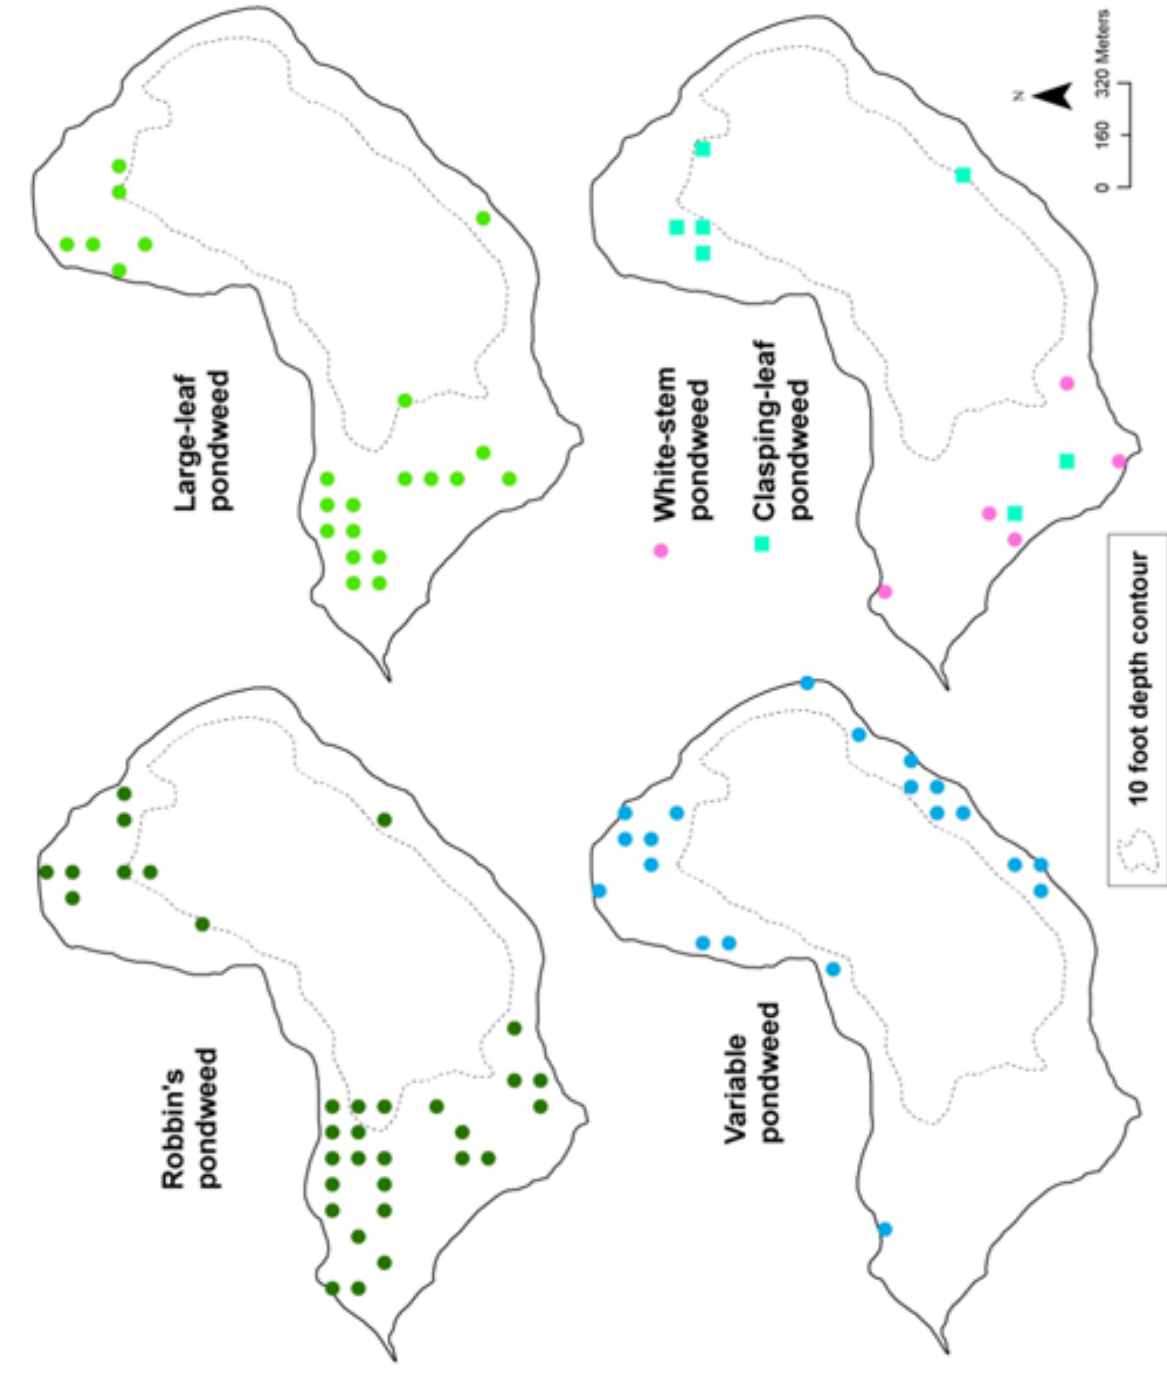 Robbin's
pondweed
Large-leaf
pondweed
Variable
pondweed
White-stem
pondweed
Clasping-leaf
pondweed
N
0 160 320 Meters
10 foot depth contour